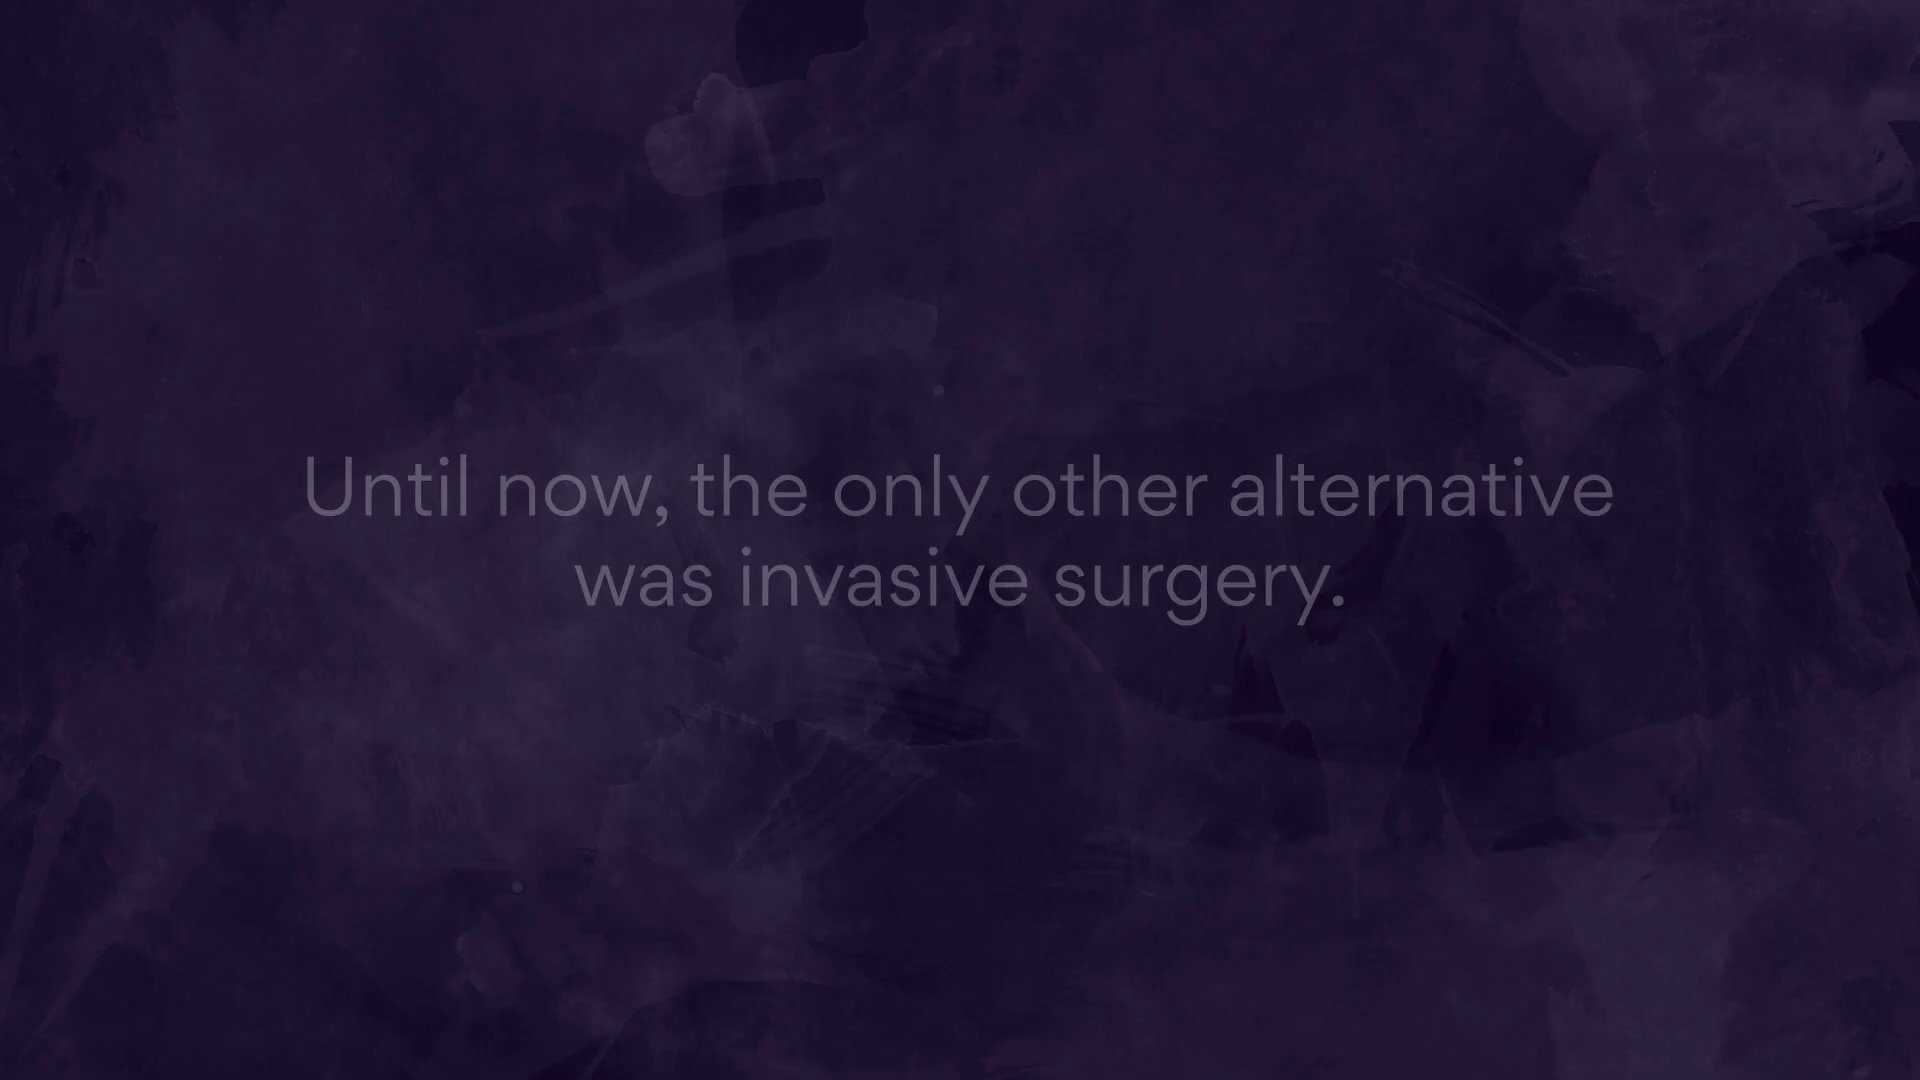 Until now, the only other alternative
was invasive surgery.